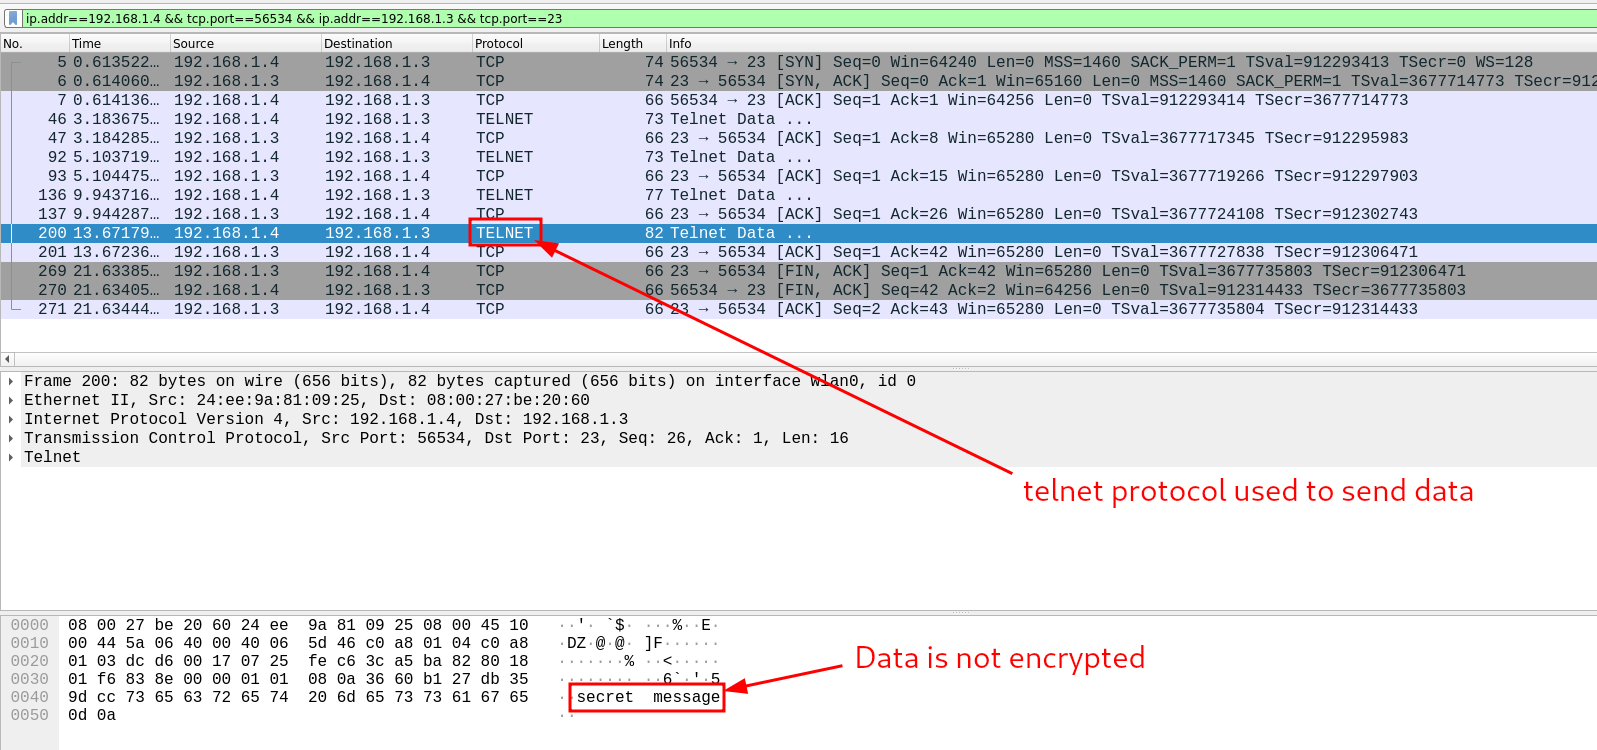 ip.addr==192.168.1.4 && tcp.port==56534 && ip.addr==192.168.1.3 && tcp.port==23
No. Time Source Destination Protocol Length Info
5 0.613522… 192.168.1.4 192.168.1.3 TCP 74 56534 → 23 [SYN] Seq=0 Win=64240 Len=0 MSS=1460 SACK_PERM=1 TSval=912293413 TSecr=0 WS=128
6 0.614060… 192.168.1.3 192.168.1.4 TCP 74 23 → 56534 [SYN, ACK] Seq=0 Ack=1 Win=65160 Len=0 MSS=1460 SACK_PERM=1 TSval=3677714773 TSecr=912
7 0.614136… 192.168.1.4 192.168.1.3 TCP 66 56534 → 23 [ACK] Seq=1 Ack=1 Win=64256 Len=0 TSval=912293414 TSecr=3677714773
46 3.183675… 192.168.1.4 192.168.1.3 TELNET 73 Telnet Data ...
47 3.184285… 192.168.1.3 192.168.1.4 TCP 66 23 → 56534 [ACK] Seq=1 Ack=8 Win=65280 Len=0 TSval=3677717345 TSecr=912295983
92 5.103719… 192.168.1.4 192.168.1.3 TELNET 73 Telnet Data ...
93 5.104475… 192.168.1.3 192.168.1.4 TCP 66 23 → 56534 [ACK] Seq=1 Ack=15 Win=65280 Len=0 TSval=3677719266 TSecr=912297903
136 9.943716… 192.168.1.4 192.168.1.3 TELNET 77 Telnet Data ...
137 9.944287… 192.168.1.3 192.168.1.4 TCP 66 23 → 56534 [ACK] Seq=1 Ack=26 Win=65280 Len=0 TSval=3677724108 TSecr=912302743
200 13.67179… 192.168.1.4 192.168.1.3 TELNET 82 Telnet Data ...
201 13.67236… 192.168.1.3 192.168.1.4 TCP 66 23 → 56534 [ACK] Seq=1 Ack=42 Win=65280 Len=0 TSval=3677727838 TSecr=912306471
269 21.63385… 192.168.1.3 192.168.1.4 TCP 66 23 → 56534 [FIN, ACK] Seq=1 Ack=42 Win=65280 Len=0 TSval=3677735803 TSecr=912306471
270 21.63405… 192.168.1.4 192.168.1.3 TCP 66 56534 → 23 [FIN, ACK] Seq=42 Ack=2 Win=64256 Len=0 TSval=912314433 TSecr=3677735803
271 21.63444… 192.168.1.3 192.168.1.4 TCP 66 23 → 56534 [ACK] Seq=2 Ack=43 Win=65280 Len=0 TSval=3677735804 TSecr=912314433
Frame 200: 82 bytes on wire (656 bits), 82 bytes captured (656 bits) on interface wlan0, id 0
Ethernet II, Src: 24:ee:9a:81:09:25, Dst: 08:00:27:be:20:60
Internet Protocol Version 4, Src: 192.168.1.4, Dst: 192.168.1.3
Transmission Control Protocol, Src Port: 56534, Dst Port: 23, Seq: 26, Ack: 1, Len: 16
Telnet
telnet protocol used to send data
0000 08 00 27 be 20 60 24 ee 9a 81 09 25 08 00 45 10 ··'· `$· ···%··E·
0010 00 44 5a 06 40 00 40 06 5d 46 c0 a8 01 04 c0 a8 ·DZ·@·@· ]F······
0020 01 03 dc d6 00 17 07 25 fe c6 3c a5 ba 82 80 18 ·······% ··<·····
0030 01 f6 83 8e 00 00 01 01 08 0a 36 60 b1 27 db 35 ········ ··6`·'·5
0040 9d cc 73 65 63 72 65 74 20 6d 65 73 73 61 67 65 ··secret message
0050 0d 0a ··
Data is not encrypted